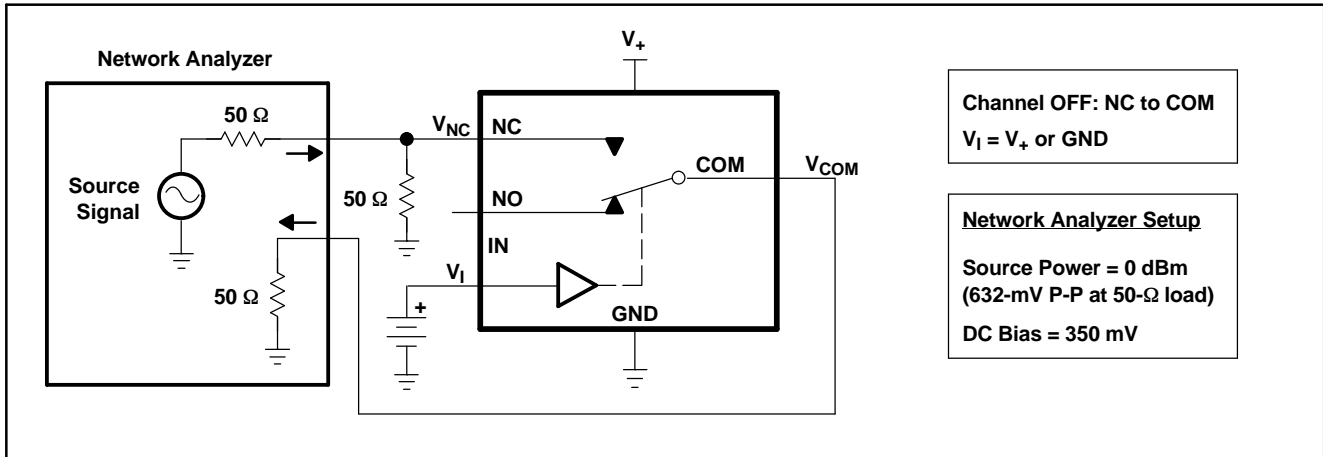 Network Analyzer
50 Ω
Source
Signal
50 Ω
50 Ω
V+
VNC
NC
NO
IN
VI
+
COM
VCOM
GND
Channel OFF: NC to COM
VI = V+ or GND
Network Analyzer Setup
Source Power = 0 dBm
(632-mV P-P at 50-Ω load)
DC Bias = 350 mV